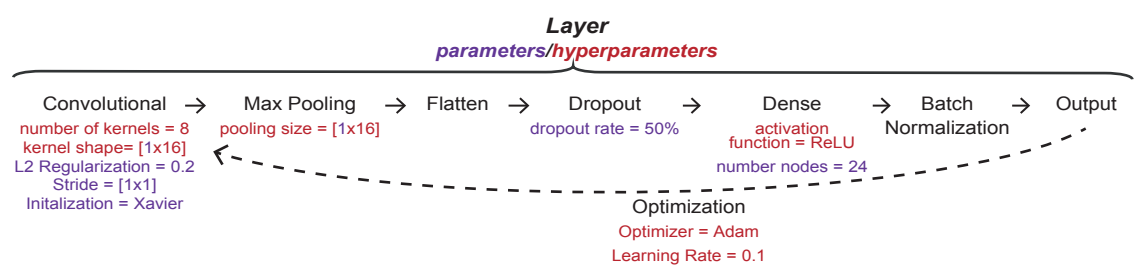 Layer
parameters/hyperparameters
Convolutional → Max Pooling → Flatten → Dropout → Dense → Batch Normalization → Output
number of kernels = 8
kernel shape= [1x16]
L2 Regularization = 0.2
Stride = [1x1]
Initalization = Xavier
pooling size = [1x16]
dropout rate = 50%
activation
function = ReLU
number nodes = 24
Optimization
Optimizer = Adam
Learning Rate = 0.1